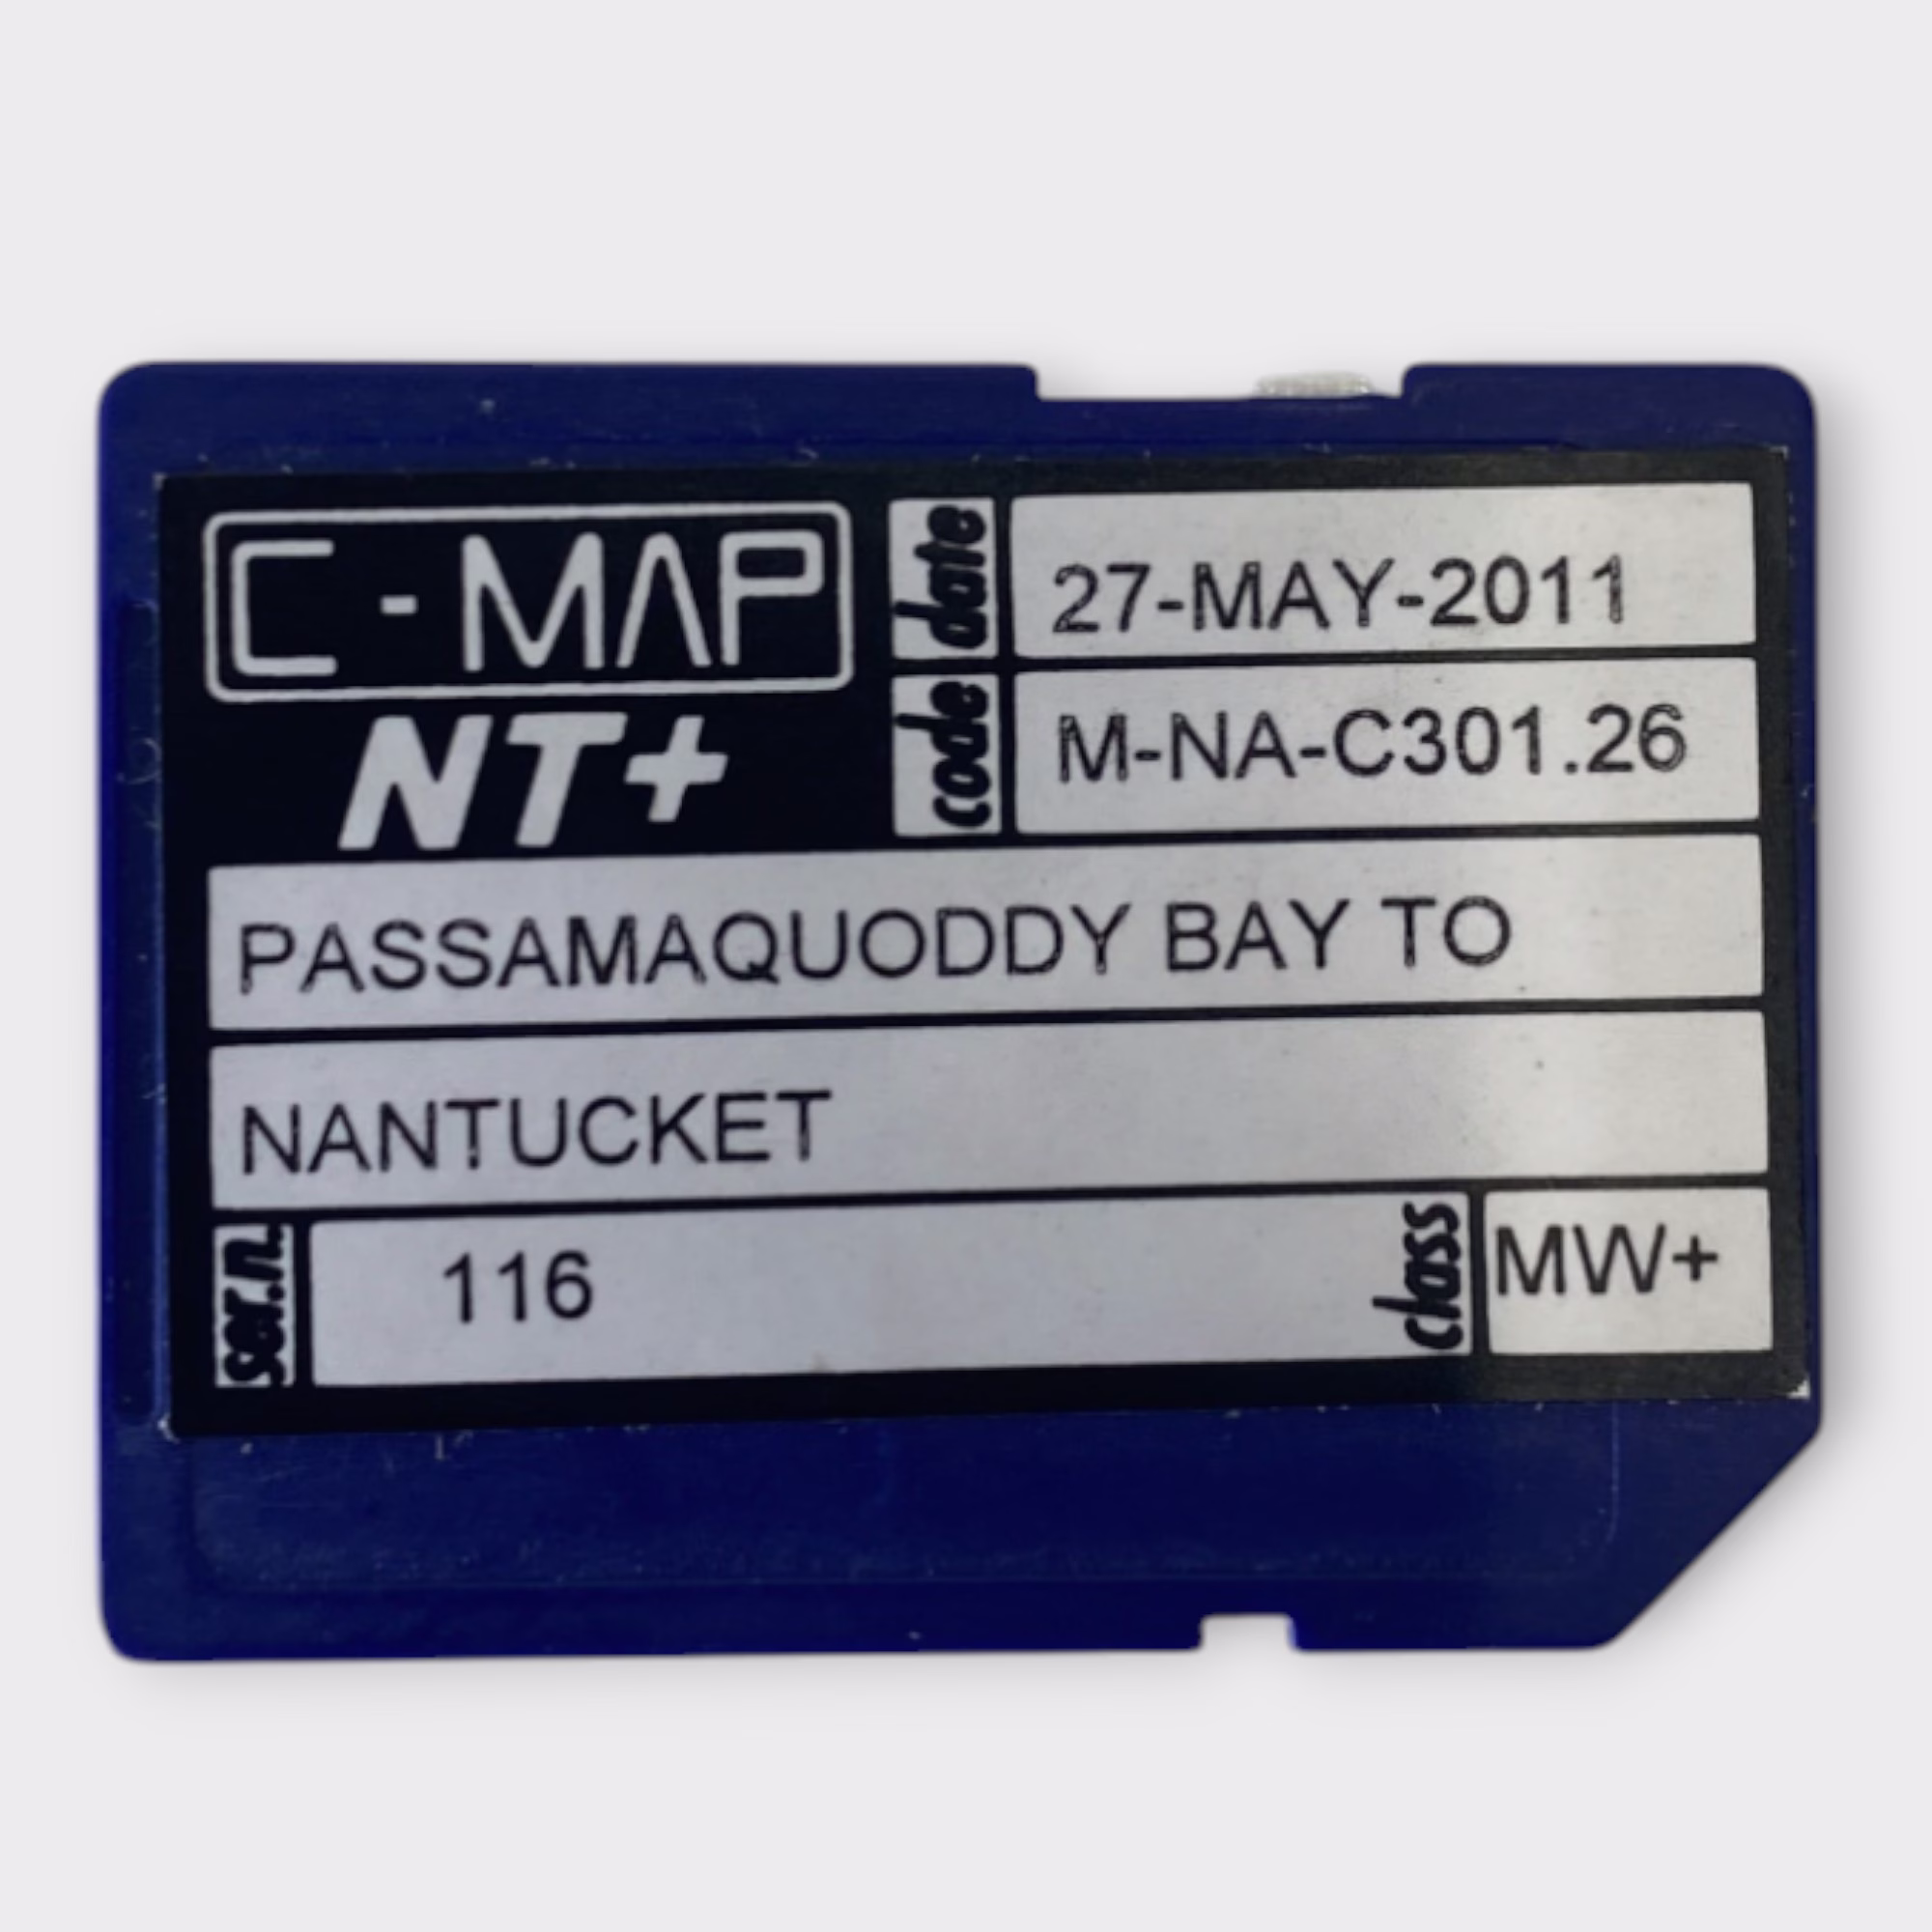 C-MAP
NT+
date 27-MAY-2011
code M-NA-C301.26
PASSAMAQUODDY BAY TO
NANTUCKET
ser.n. 116 class MW+